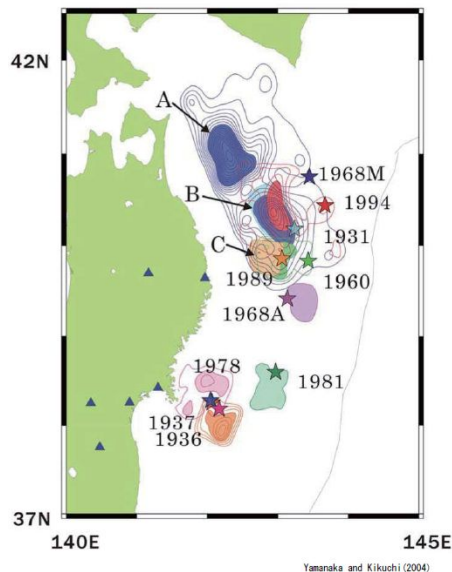 42N
A
1968M
1994
B
1931
C
1989
1960
1968A
1978
1981
1937
1936
37N
140E
145E
Yamanaka and Kikuchi(2004)